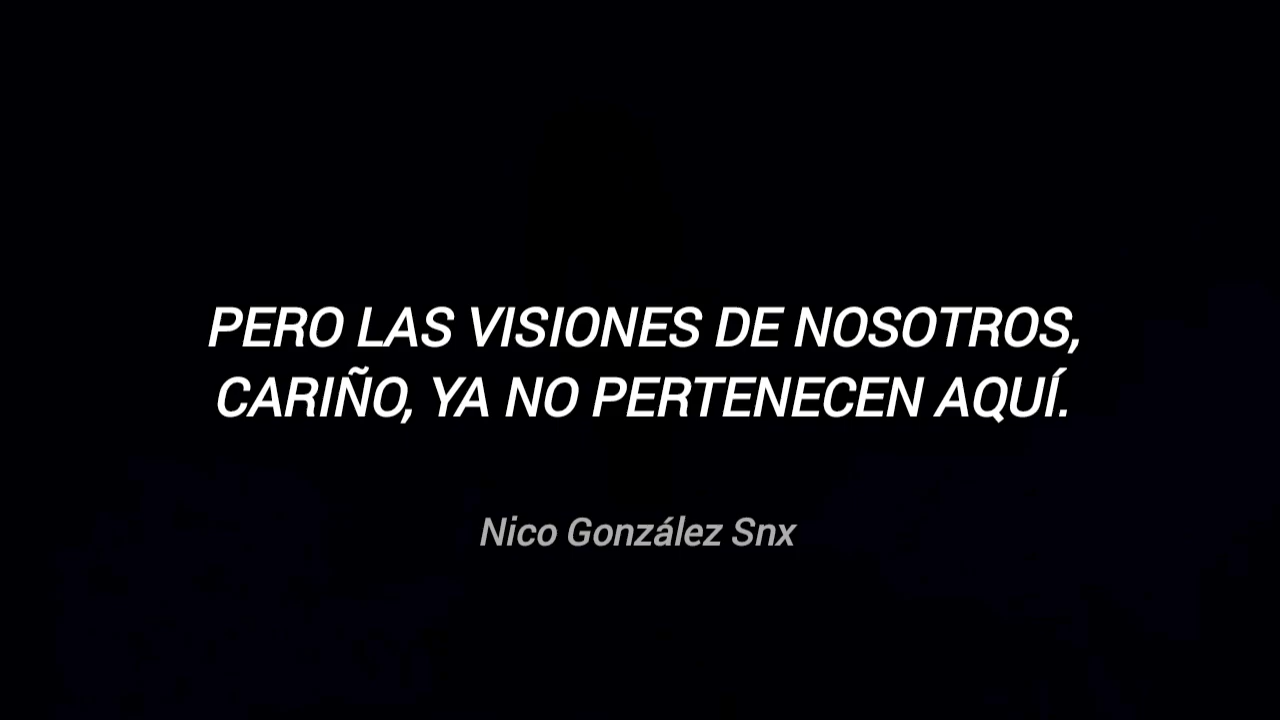 PERO LAS VISIONES DE NOSOTROS,
CARIÑO, YA NO PERTENECEN AQUÍ.
Nico González Snx